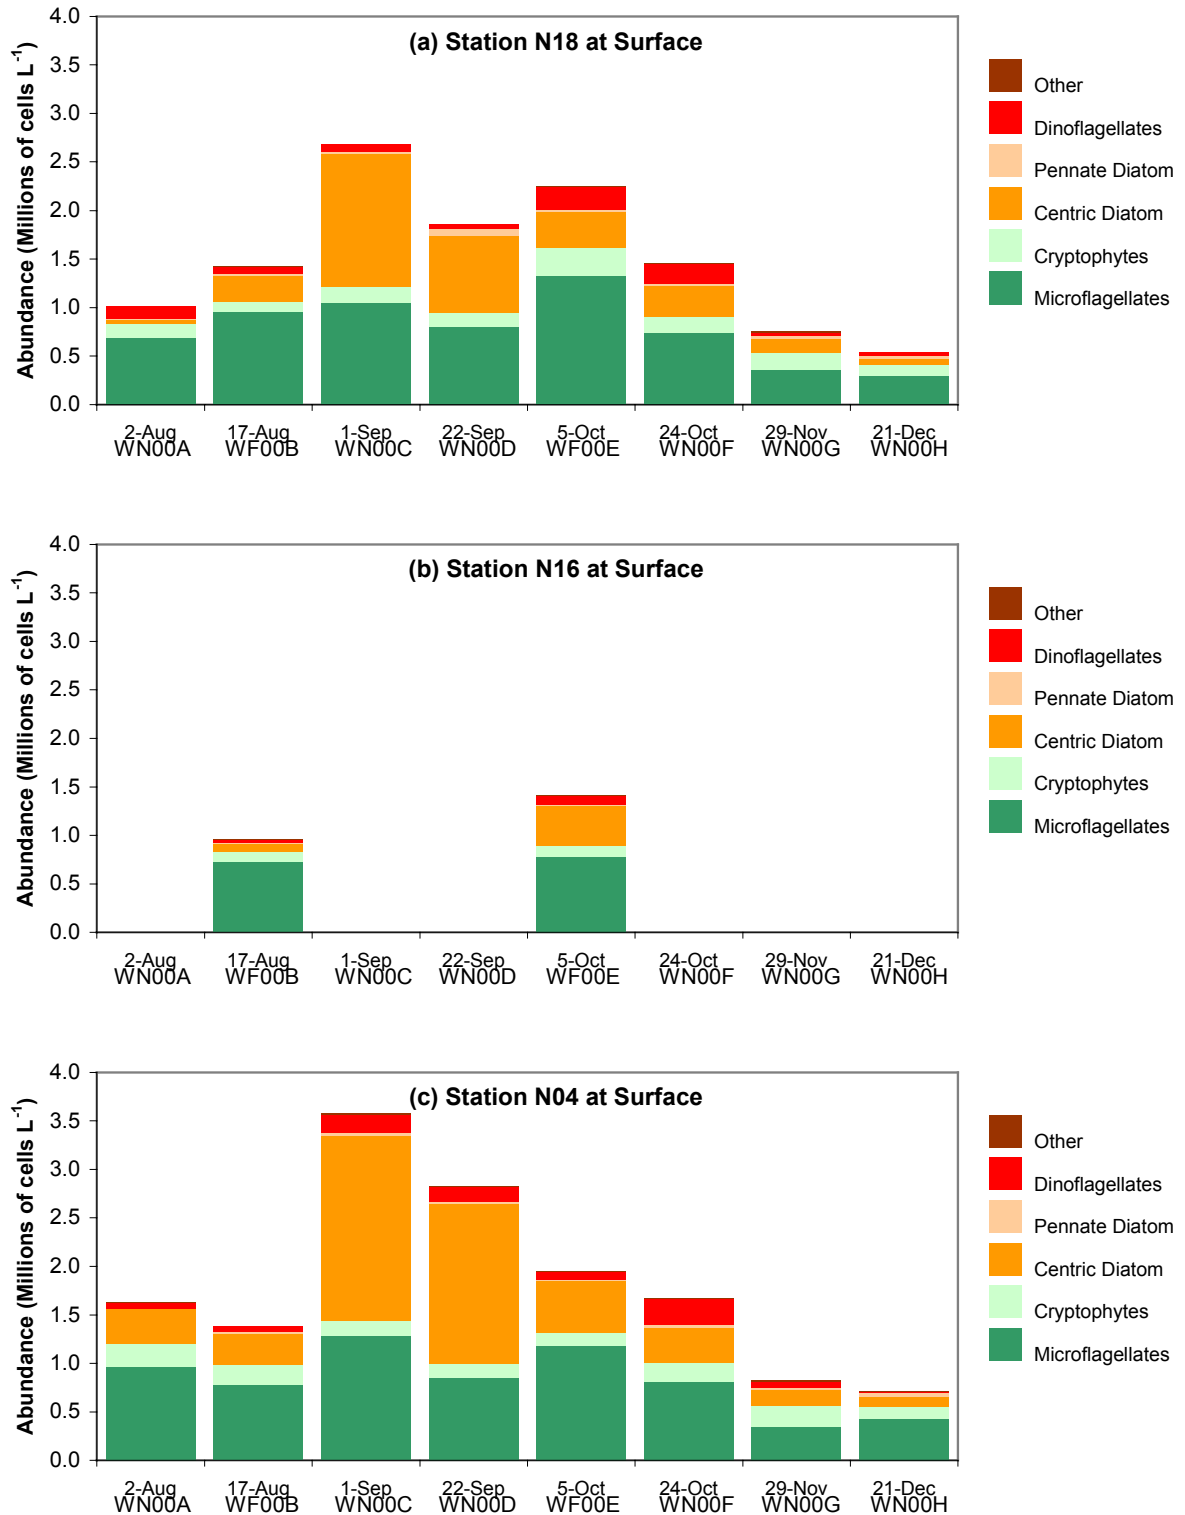 (a) Station N18 at Surface
Abundance (Millions of cells L-1)
4.0
3.5
3.0
2.5
2.0
1.5
1.0
0.5
0.0
2-Aug 17-Aug 1-Sep 22-Sep 5-Oct 24-Oct 29-Nov 21-Dec
WN00A WF00B WN00C WN00D WF00E WN00F WN00G WN00H
Other
Dinoflagellates
Pennate Diatom
Centric Diatom
Cryptophytes
Microflagellates
(b) Station N16 at Surface
Abundance (Millions of cells L-1)
4.0
3.5
3.0
2.5
2.0
1.5
1.0
0.5
0.0
2-Aug 17-Aug 1-Sep 22-Sep 5-Oct 24-Oct 29-Nov 21-Dec
WN00A WF00B WN00C WN00D WF00E WN00F WN00G WN00H
Other
Dinoflagellates
Pennate Diatom
Centric Diatom
Cryptophytes
Microflagellates
(c) Station N04 at Surface
Abundance (Millions of cells L-1)
4.0
3.5
3.0
2.5
2.0
1.5
1.0
0.5
0.0
2-Aug 17-Aug 1-Sep 22-Sep 5-Oct 24-Oct 29-Nov 21-Dec
WN00A WF00B WN00C WN00D WF00E WN00F WN00G WN00H
Other
Dinoflagellates
Pennate Diatom
Centric Diatom
Cryptophytes
Microflagellates